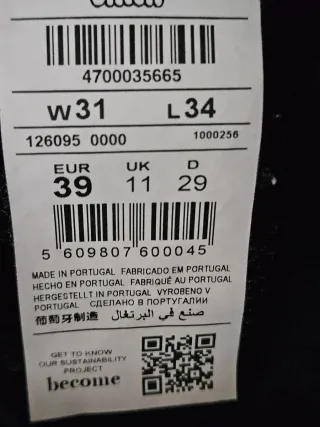 4700035665
W31 L34
126095 0000 1000256
EUR UK D
39 11 29
5 609807 600045
MADE IN PORTUGAL FABRICADO EM PORTUGAL
HECHO EN PORTUGAL FABRIQUÉ AU PORTUGAL
HERGESTELLT IN PORTUGAL VYROBENO V
PORTUGAL СДЕЛАНО В ПОРТУГАЛИИ
葡萄牙制造 صنع في البرتغال
GET TO KNOW
OUR SUSTAINABILITY
PROJECT
become